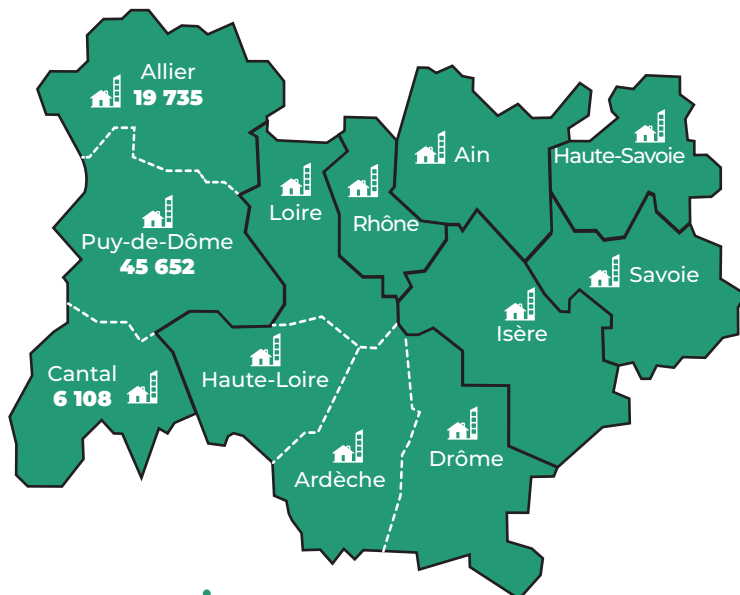 Allier
19 735
Ain
Haute-Savoie
Loire
Rhône
Puy-de-Dôme
45 652
Savoie
Isère
Cantal
6 108
Haute-Loire
Drôme
Ardèche